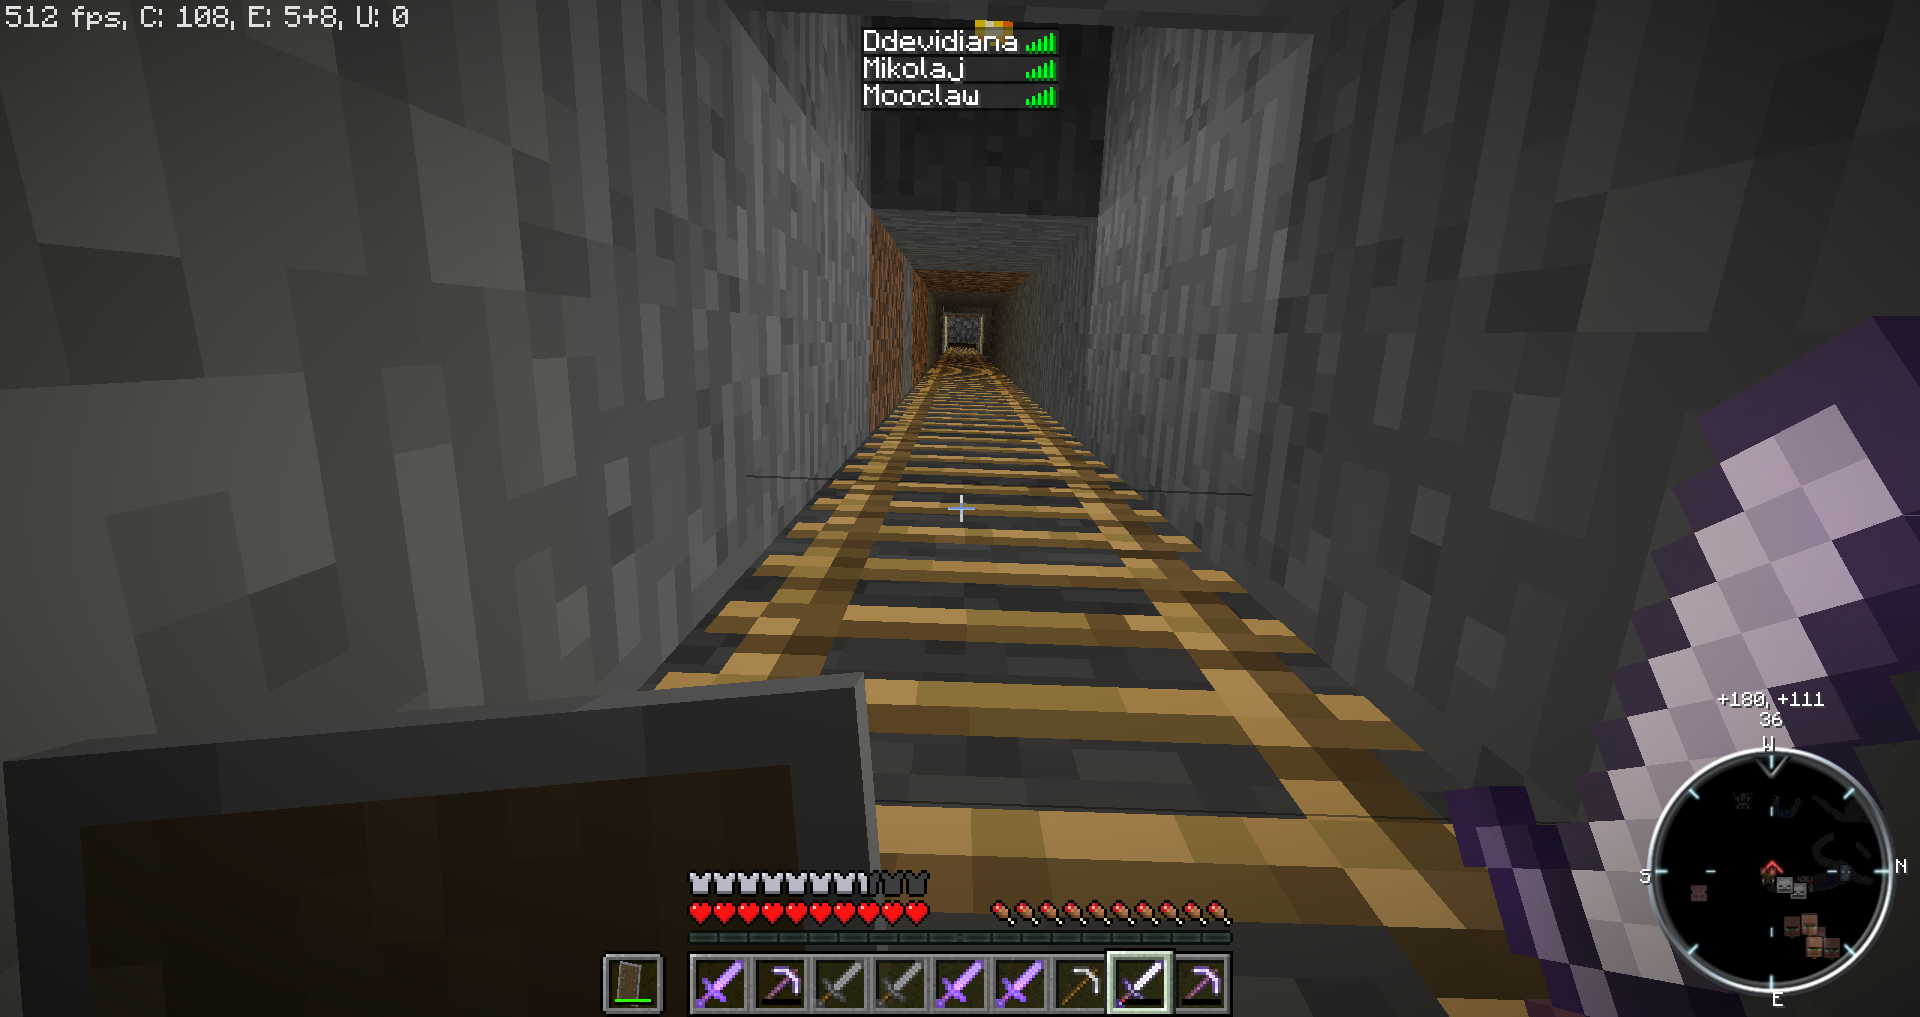 512 fps, C: 108, E: 5+8, U: 0
Ddevidiana
Mikolaj
Mooclaw
+180, +111
36
W
S
N
E